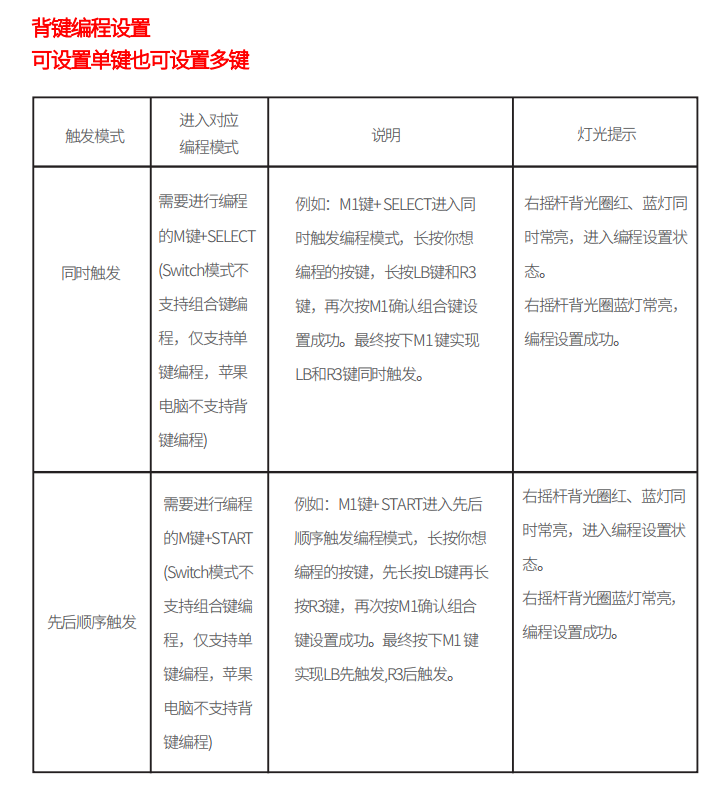 背键编程设置
可设置单键也可设置多键
触发模式
进入对应
编程模式
说明
灯光提示
同时触发
需要进行编程
的M键+SELECT
(Switch模式不
支持组合键编
程，仅支持单
键编程，苹果
电脑不支持背
键编程)
例如：M1键+SELECT进入同
时触发编程模式，长按你想
编程的按键，长按LB键和R3
键，再次按M1确认组合键设
置成功。最终按下M1键实现
LB和R3键同时触发。
右摇杆背光圈红、蓝灯同
时常亮，进入编程设置状
态。
右摇杆背光圈蓝灯常亮，
编程设置成功。
先后顺序触发
需要进行编程
的M键+START
(Switch模式不
支持组合键编
程，仅支持单
键编程，苹果
电脑不支持背
键编程)
例如：M1键+START进入先后
顺序触发编程模式，长按你想
编程的按键，先长按LB键再长
按R3键，再次按M1确认组合
键设置成功。最终按下M1键
实现LB先触发,R3后触发。
右摇杆背光圈红、蓝灯同
时常亮，进入编程设置状
态。
右摇杆背光圈蓝灯常亮，
编程设置成功。